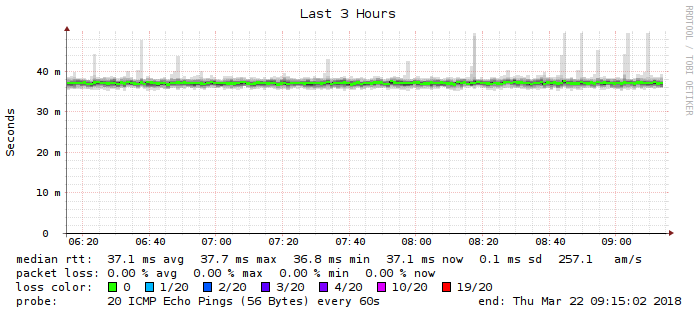 Last 3 Hours
RRDTOOL / TOBI OETIKER
Seconds
40 m
30 m
20 m
10 m
0
06:20 06:40 07:00 07:20 07:40 08:00 08:20 08:40 09:00
median rtt: 37.1 ms avg 37.7 ms max 36.8 ms min 37.1 ms now 0.1 ms sd 257.1 am/s
packet loss: 0.00 % avg 0.00 % max 0.00 % min 0.00 % now
loss color: 0 1/20 2/20 3/20 4/20 10/20 19/20
probe: 20 ICMP Echo Pings (56 Bytes) every 60s end: Thu Mar 22 09:15:02 2018